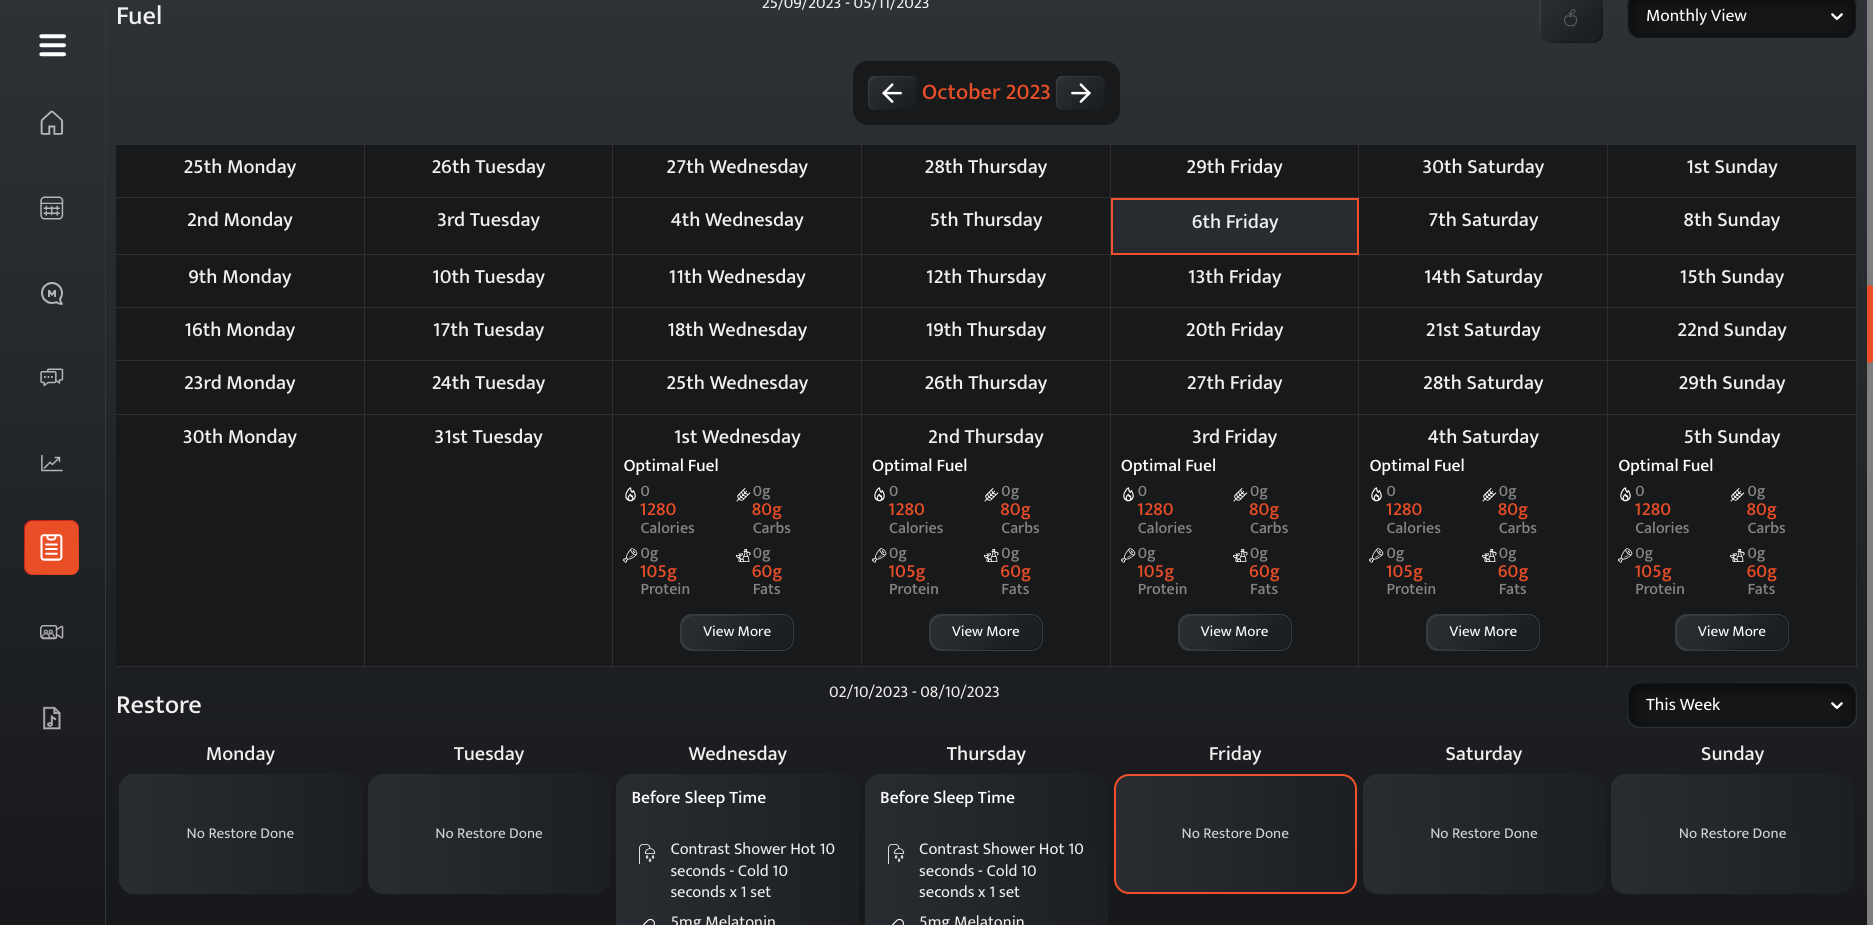 Fuel
25/09/2023 - 05/11/2023
Monthly View
October 2023
25th Monday 26th Tuesday 27th Wednesday 28th Thursday 29th Friday 30th Saturday 1st Sunday
2nd Monday 3rd Tuesday 4th Wednesday 5th Thursday 6th Friday 7th Saturday 8th Sunday
9th Monday 10th Tuesday 11th Wednesday 12th Thursday 13th Friday 14th Saturday 15th Sunday
16th Monday 17th Tuesday 18th Wednesday 19th Thursday 20th Friday 21st Saturday 22nd Sunday
23rd Monday 24th Tuesday 25th Wednesday 26th Thursday 27th Friday 28th Saturday 29th Sunday
30th Monday 31st Tuesday 1st Wednesday 2nd Thursday 3rd Friday 4th Saturday 5th Sunday
Optimal Fuel Optimal Fuel Optimal Fuel Optimal Fuel Optimal Fuel
0 0g 0 0g 0 0g 0 0g 0 0g
1280 80g 1280 80g 1280 80g 1280 80g 1280 80g
Calories Carbs Calories Carbs Calories Carbs Calories Carbs Calories Carbs
0g 0g 0g 0g 0g 0g 0g 0g 0g 0g
105g 60g 105g 60g 105g 60g 105g 60g 105g 60g
Protein Fats Protein Fats Protein Fats Protein Fats Protein Fats
View More View More View More View More View More
Restore
02/10/2023 - 08/10/2023
This Week
Monday Tuesday Wednesday Thursday Friday Saturday Sunday
Before Sleep Time Before Sleep Time
No Restore Done No Restore Done No Restore Done No Restore Done No Restore Done
Contrast Shower Hot 10 Contrast Shower Hot 10
seconds - Cold 10 seconds - Cold 10
seconds x 1 set seconds x 1 set
5mg Melatonin 5mg Melatonin